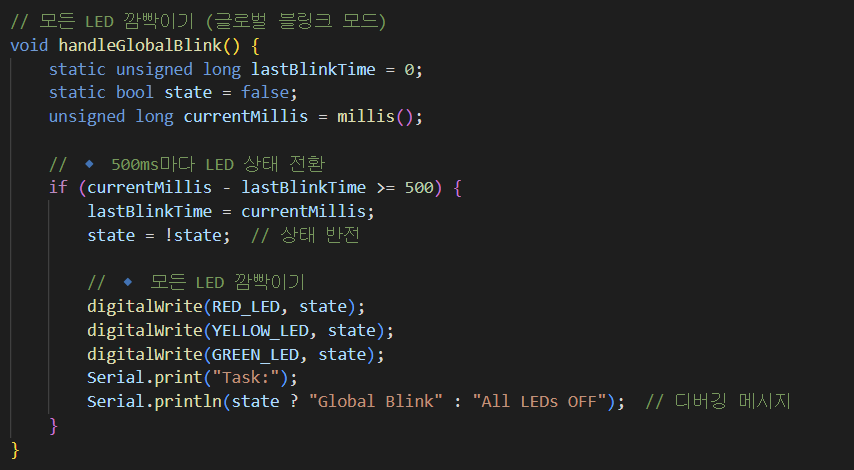 // 모든 LED 깜빡이기 (글로벌 블링크 모드)
void handleGlobalBlink() {
    static unsigned long lastBlinkTime = 0;
    static bool state = false;
    unsigned long currentMillis = millis();

    // 🔹 500ms마다 LED 상태 전환
    if (currentMillis - lastBlinkTime >= 500) {
        lastBlinkTime = currentMillis;
        state = !state;  // 상태 반전

        // 🔹 모든 LED 깜빡이기
        digitalWrite(RED_LED, state);
        digitalWrite(YELLOW_LED, state);
        digitalWrite(GREEN_LED, state);
        Serial.print("Task:");
        Serial.println(state ? "Global Blink" : "All LEDs OFF");  // 디버깅 메시지
    }
}